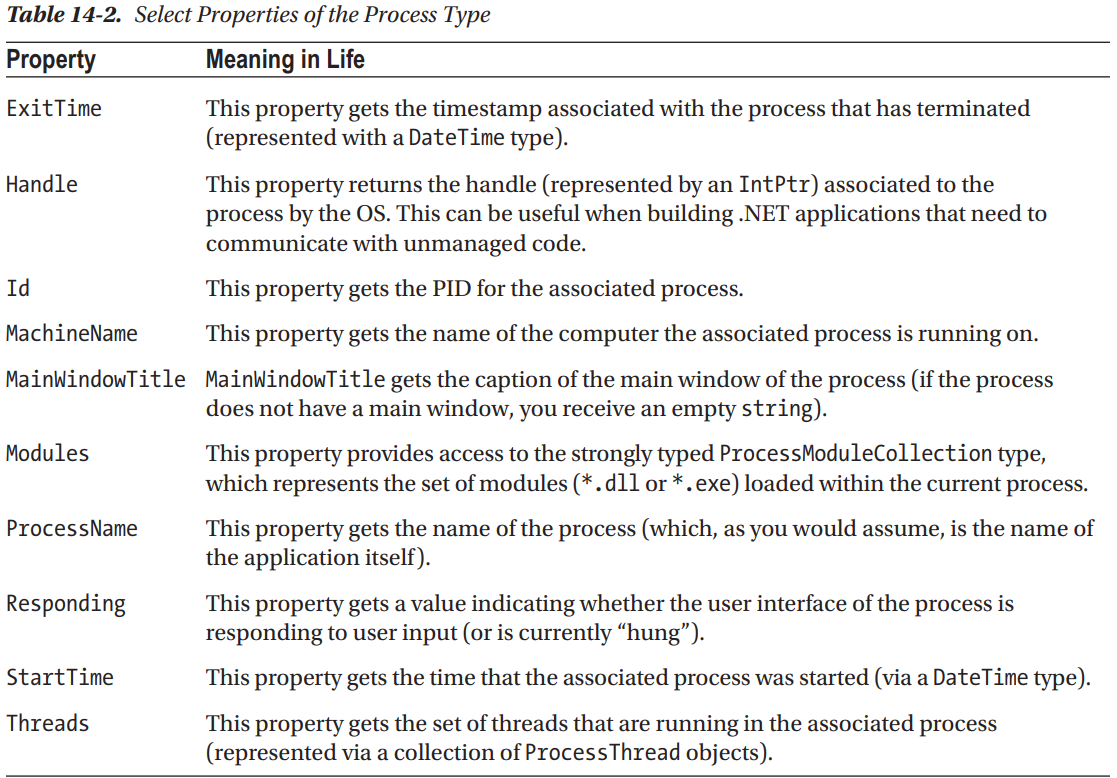 Table 14-2. Select Properties of the Process Type
Property Meaning in Life
ExitTime This property gets the timestamp associated with the process that has terminated
(represented with a DateTime type).
Handle This property returns the handle (represented by an IntPtr) associated to the
process by the OS. This can be useful when building .NET applications that need to
communicate with unmanaged code.
Id This property gets the PID for the associated process.
MachineName This property gets the name of the computer the associated process is running on.
MainWindowTitle MainWindowTitle gets the caption of the main window of the process (if the process
does not have a main window, you receive an empty string).
Modules This property provides access to the strongly typed ProcessModuleCollection type,
which represents the set of modules (*.dll or *.exe) loaded within the current process.
ProcessName This property gets the name of the process (which, as you would assume, is the name of
the application itself).
Responding This property gets a value indicating whether the user interface of the process is
responding to user input (or is currently “hung”).
StartTime This property gets the time that the associated process was started (via a DateTime type).
Threads This property gets the set of threads that are running in the associated process
(represented via a collection of ProcessThread objects).